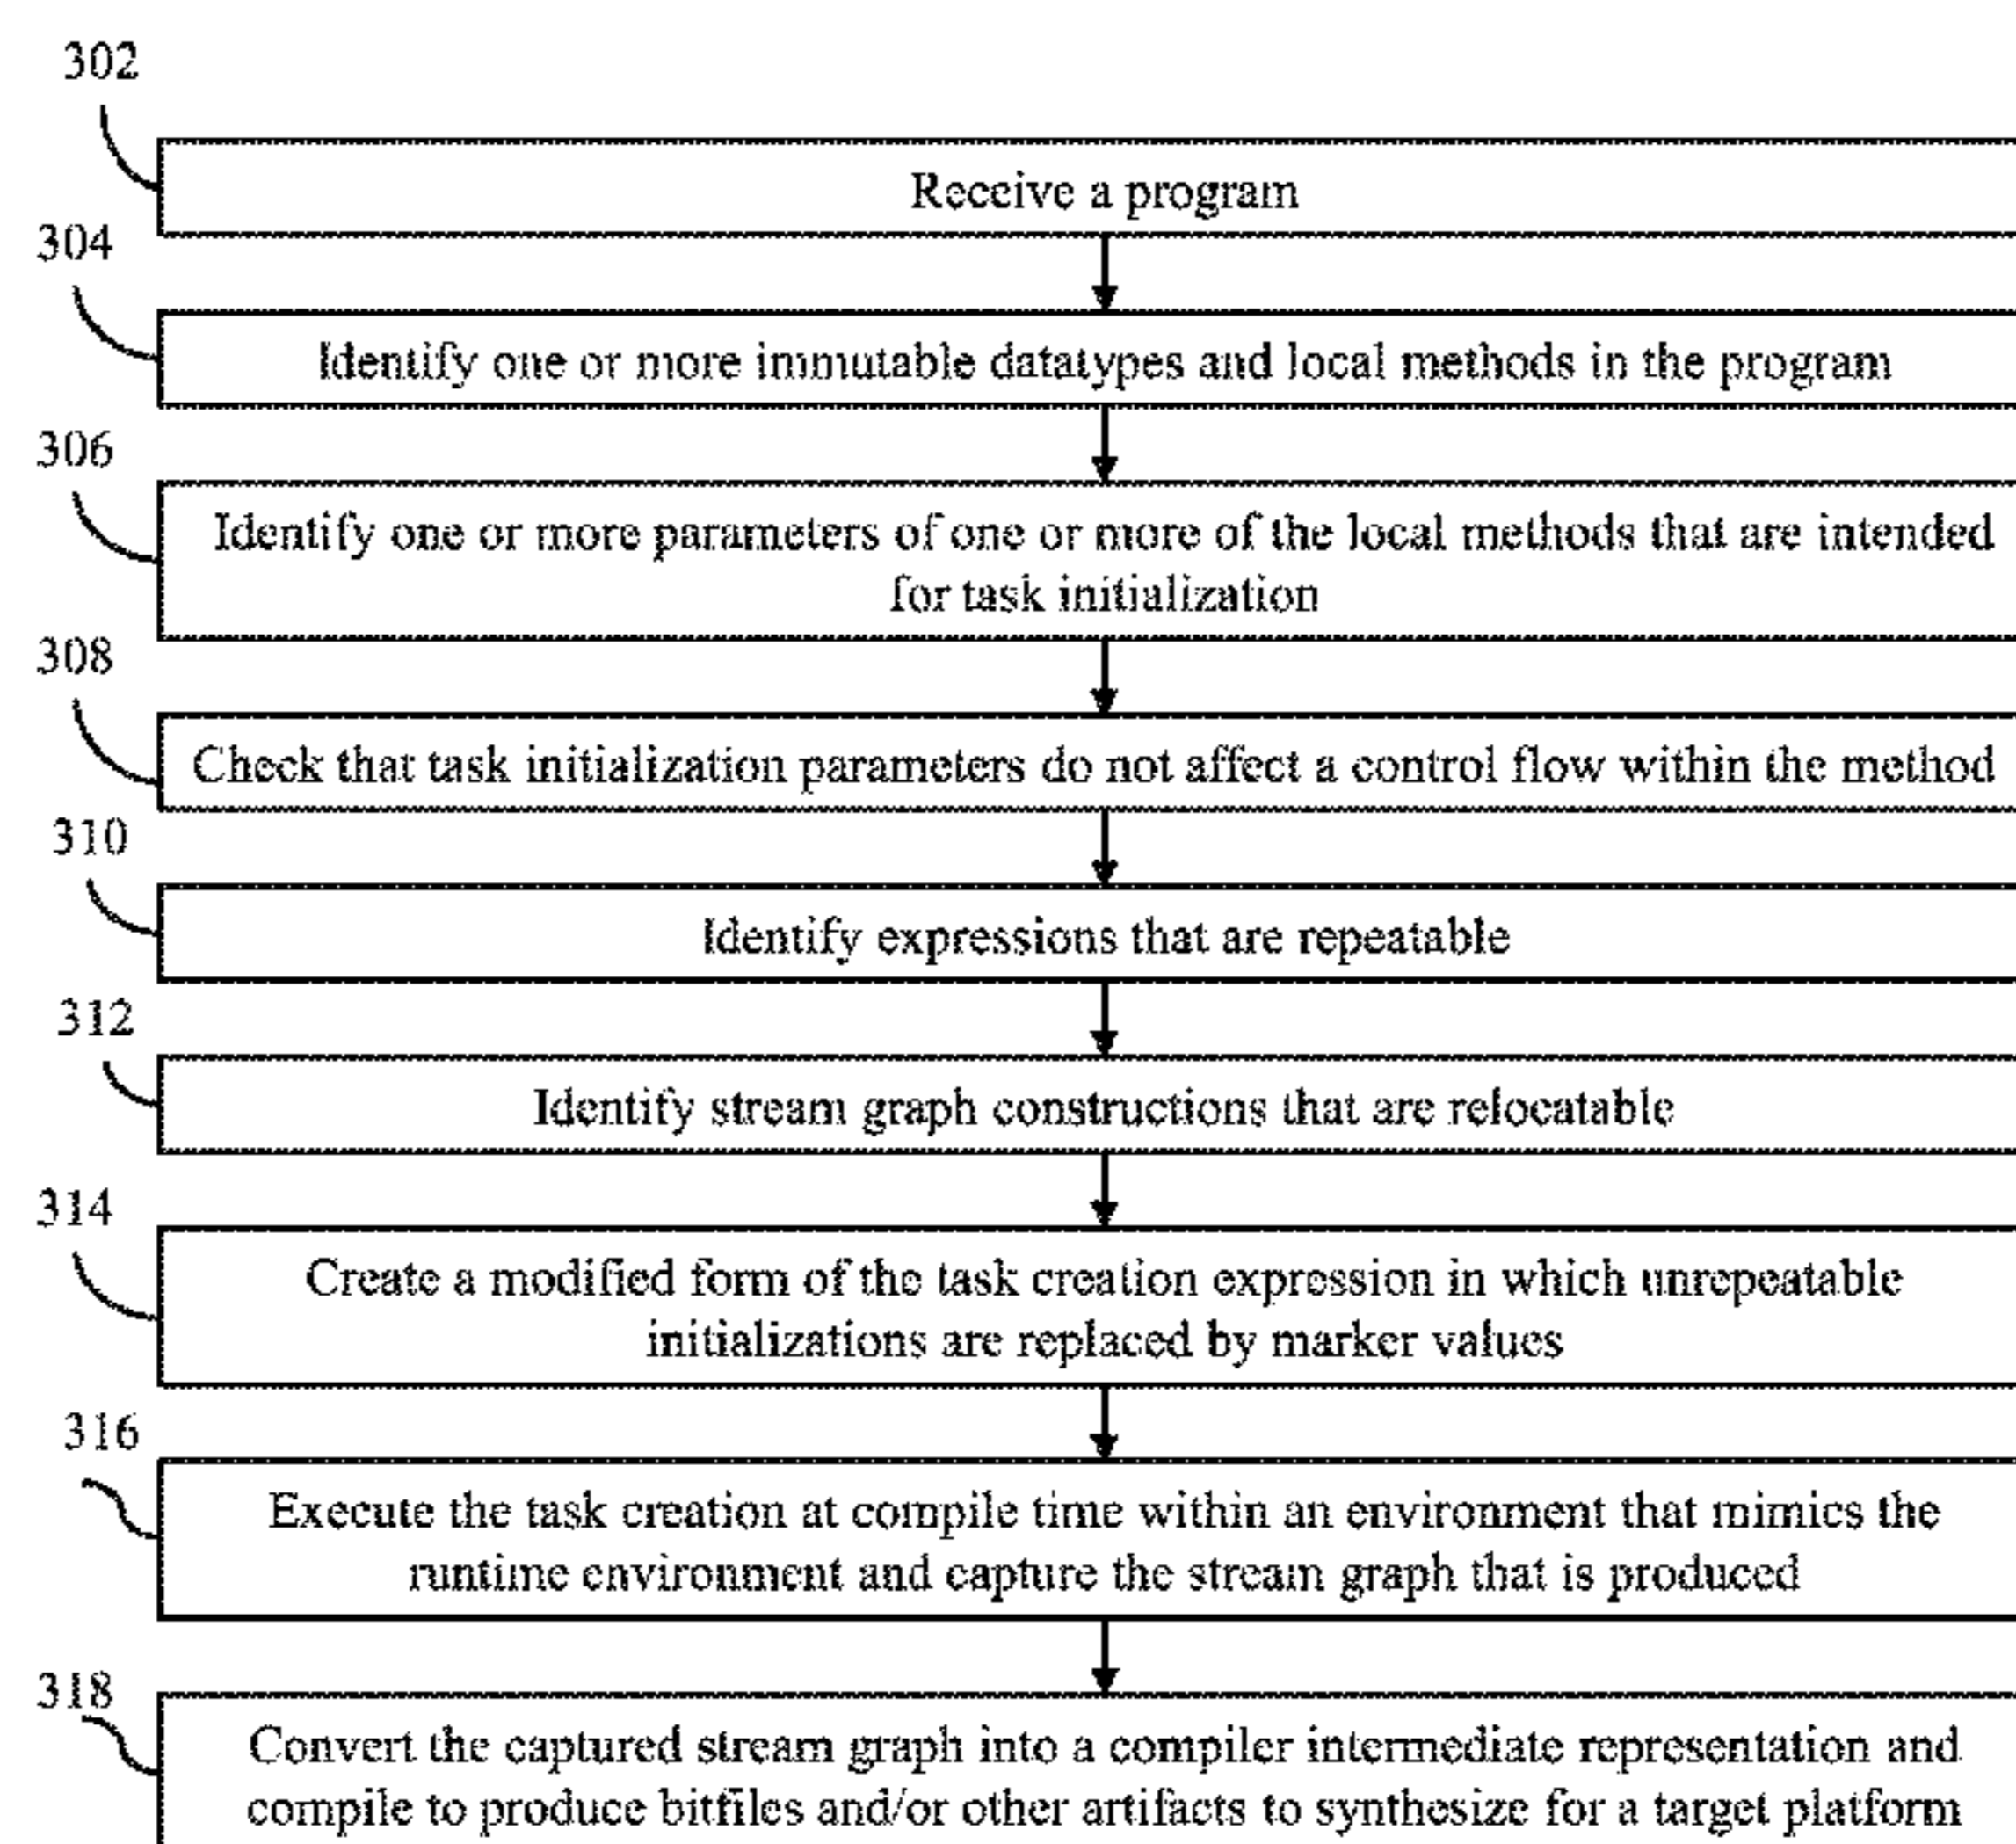 302
Receive a program
304
Identify one or more immutable datatypes and local methods in the program
306
Identify one or more parameters of one or more of the local methods that are intended
for task initialization
308
Check that task initialization parameters do not affect a control flow within the method
310
Identify expressions that are repeatable
312
Identify stream graph constructions that are relocatable
314
Create a modified form of the task creation expression in which unrepeatable
initializations are replaced by marker values
316
Execute the task creation at compile time within an environment that mimics the
runtime environment and capture the stream graph that is produced
318
Convert the captured stream graph into a compiler intermediate representation and
compile to produce bitfiles and/or other artifacts to synthesize for a target platform